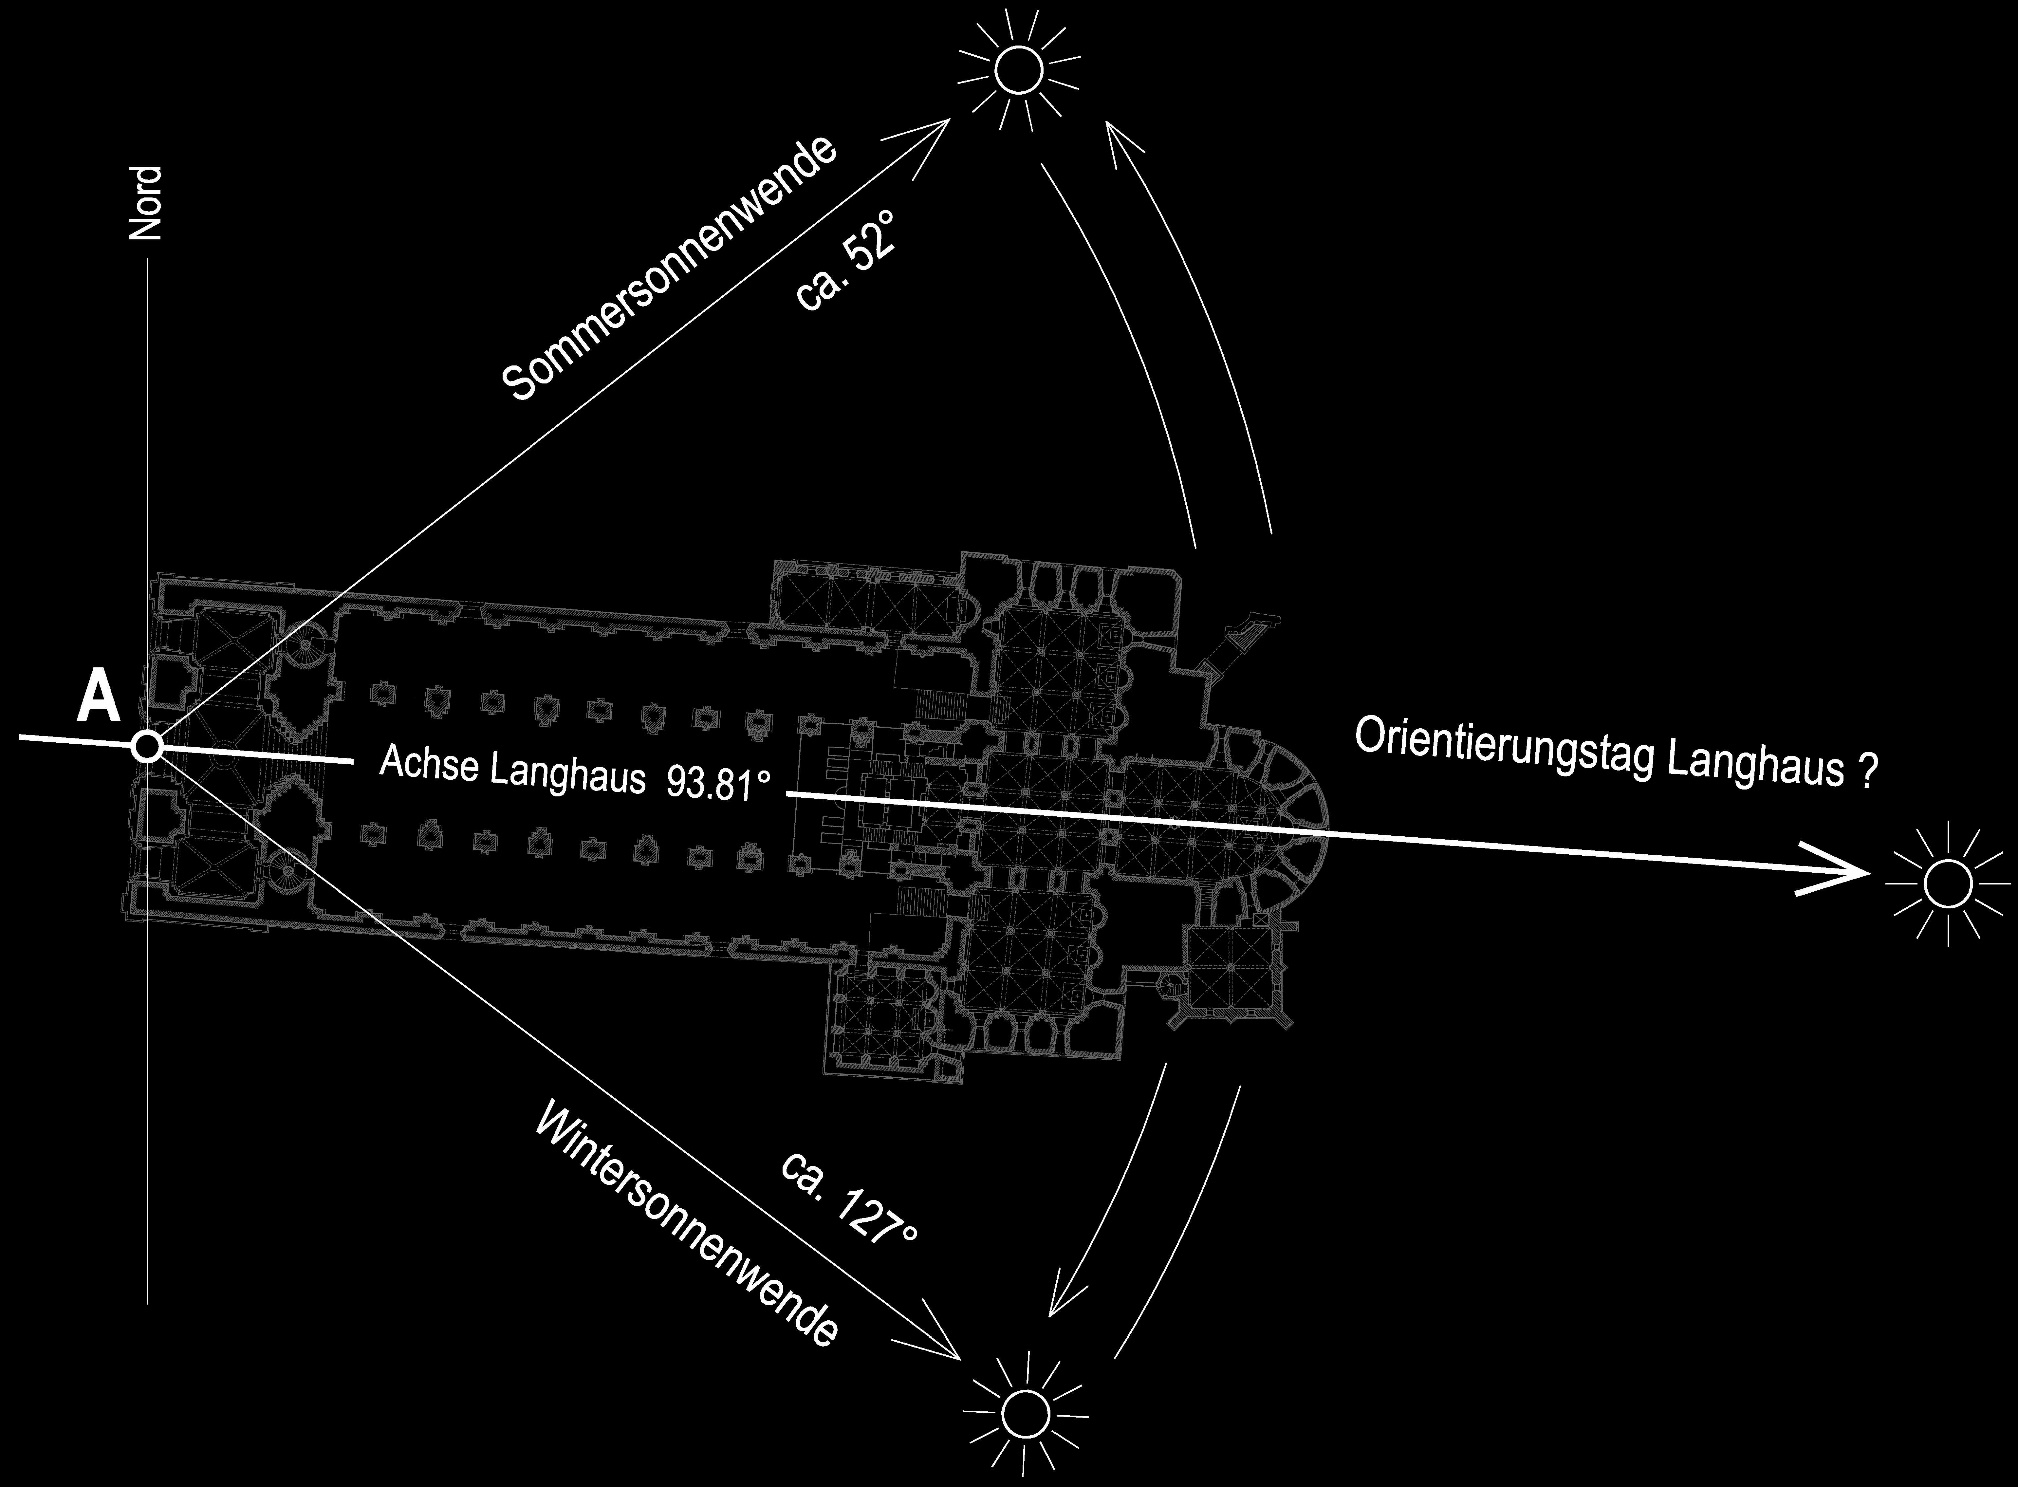 Nord
Sommersonnenwende
ca. 52°
A
Achse Langhaus 93.81°
Orientierungstag Langhaus ?
ca. 127°
Wintersonnenwende